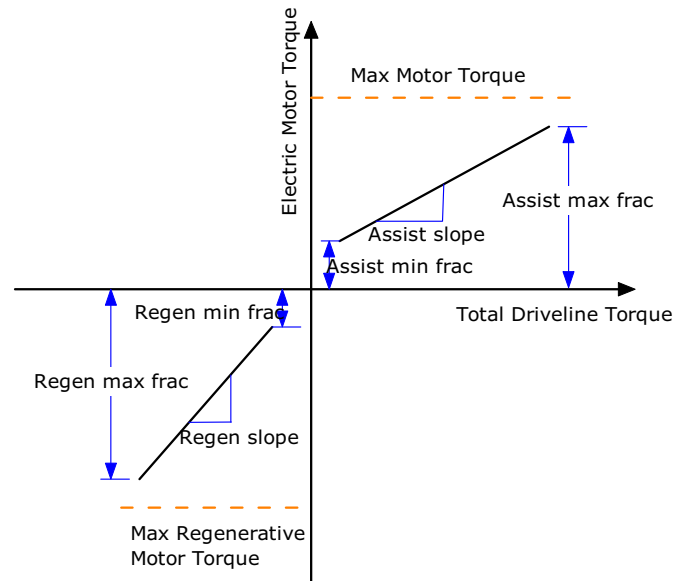 Electric Motor Torque
Max Motor Torque
Assist max frac
Assist slope
Assist min frac
Regen min frac
Total Driveline Torque
Regen max frac
Regen slope
Max Regenerative
Motor Torque